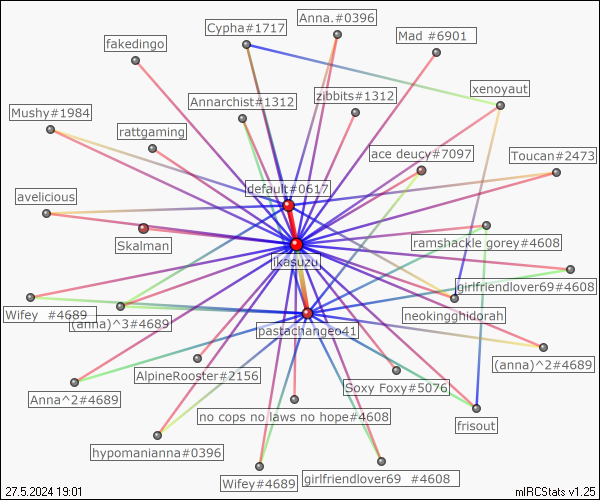 Anna.#0396
Cypha#1717
Mad #6901
fakedingo
xenoyaut
zibbits#1312
Annarchist#1312
Mushy#1984
rattgaming
ace deucy#7097
Toucan#2473
default#0617
avelicious
Skalman
ramshackle gorey#4608
ikasuzu
girlfriendlover69#4608
Wifey #4689
(anna)^3#4689
neokingghidorah
pastachangeo41
(anna)^2#4689
AlpineRooster#2156
Soxy Foxy#5076
Anna^2#4689
no cops no laws no hope#4608
frisout
hypomanianna#0396
Wifey#4689
girlfriendlover69 #4608
27.5.2024 19:01
mIRCStats v1.25